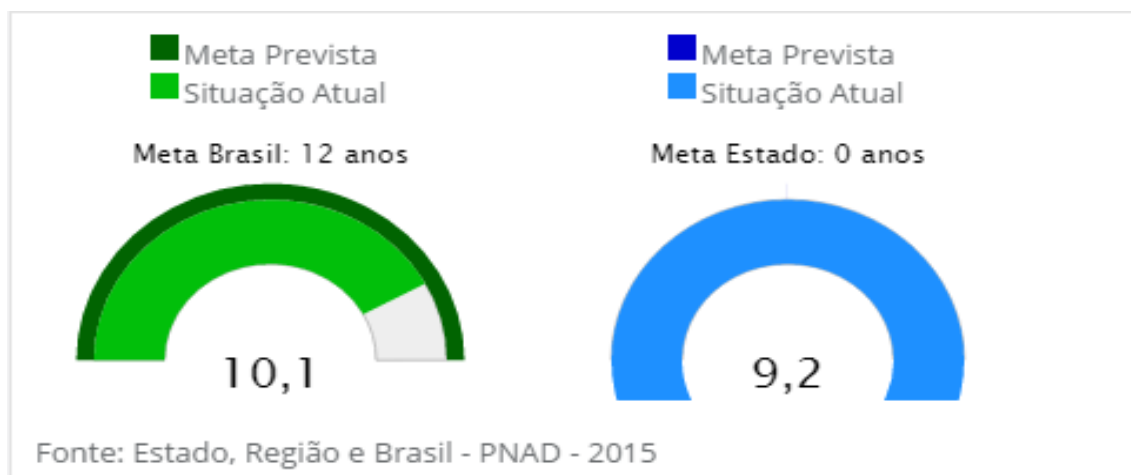 Meta Prevista
Situação Atual
Meta Brasil: 12 anos
10,1
Meta Prevista
Situação Atual
Meta Estado: 0 anos
9,2
Fonte: Estado, Região e Brasil - PNAD - 2015